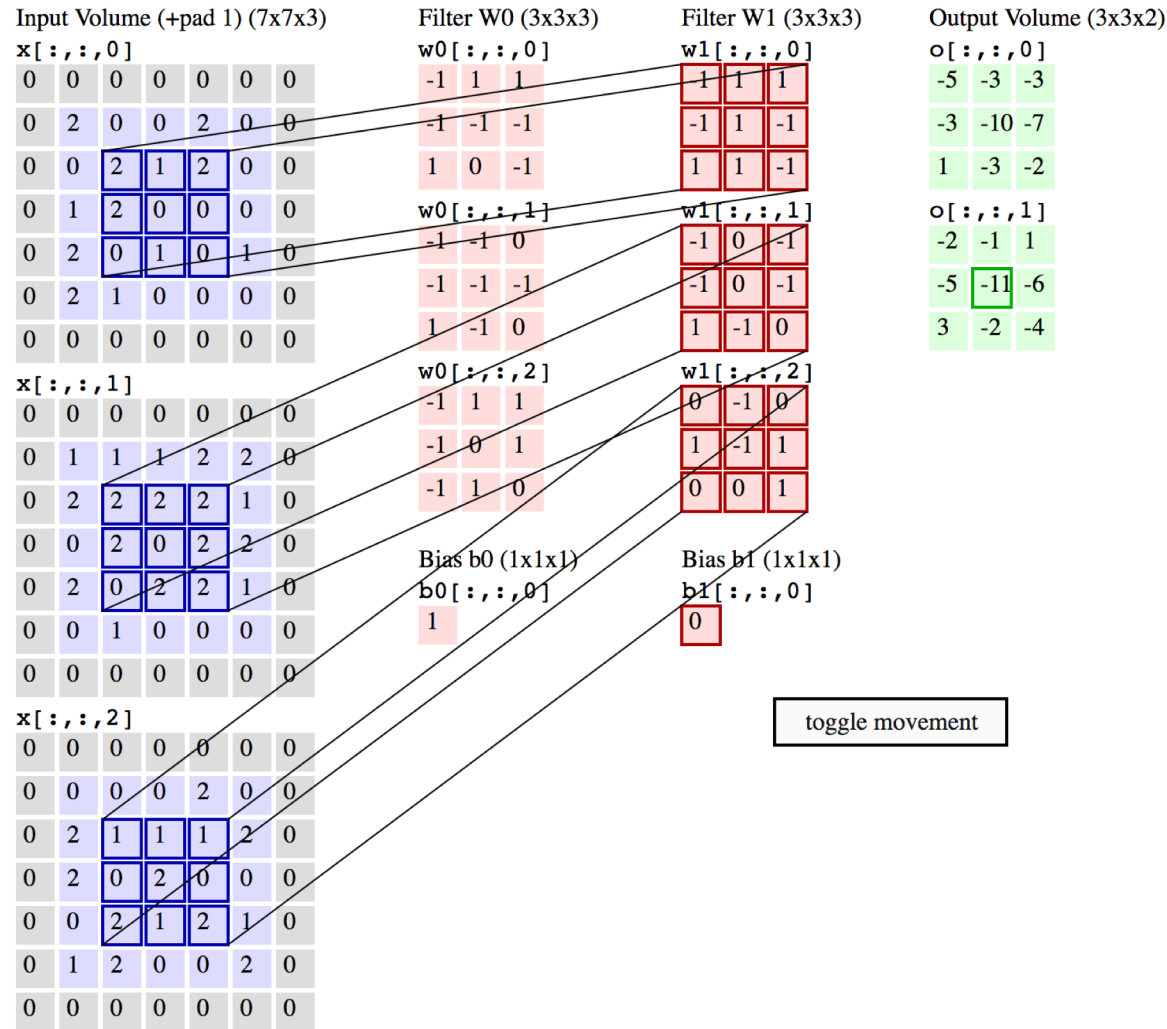 Input Volume (+pad 1) (7x7x3) Filter W0 (3x3x3) Filter W1 (3x3x3) Output Volume (3x3x2)
x[:,:,0] w0[:,:,0] w1[:,:,0] o[:,:,0]
0 0 0 0 0 0 0 -1 1 1 -1 1 1 -5 -3 -3
0 2 0 0 2 0 0 -1 -1 -1 -1 1 -1 -3 -10 -7
0 0 2 1 2 0 0 1 0 -1 1 1 -1 1 -3 -2
0 1 2 0 0 0 0 w0[:,:,1] w1[:,:,1] o[:,:,1]
0 2 0 1 0 1 0 -1 -1 0 -1 0 -1 -2 -1 1
0 2 1 0 0 0 0 -1 -1 -1 -1 0 -1 -5 -11 -6
0 0 0 0 0 0 0 1 -1 0 1 -1 0 3 -2 -4
x[:,:,1] w0[:,:,2] w1[:,:,2]
0 0 0 0 0 0 0 -1 1 1 0 -1 0
0 1 1 1 2 2 0 -1 0 1 1 -1 1
0 2 2 2 2 1 0 -1 1 0 0 0 1
0 0 2 0 2 2 0 Bias b0 (1x1x1) Bias b1 (1x1x1)
0 2 0 2 2 1 0 b0[:,:,0] b1[:,:,0]
0 0 1 0 0 0 0 1 0
0 0 0 0 0 0 0
x[:,:,2] toggle movement
0 0 0 0 0 0 0
0 0 0 0 2 0 0
0 2 1 1 1 2 0
0 2 0 2 0 0 0
0 0 2 1 2 1 0
0 1 2 0 0 2 0
0 0 0 0 0 0 0